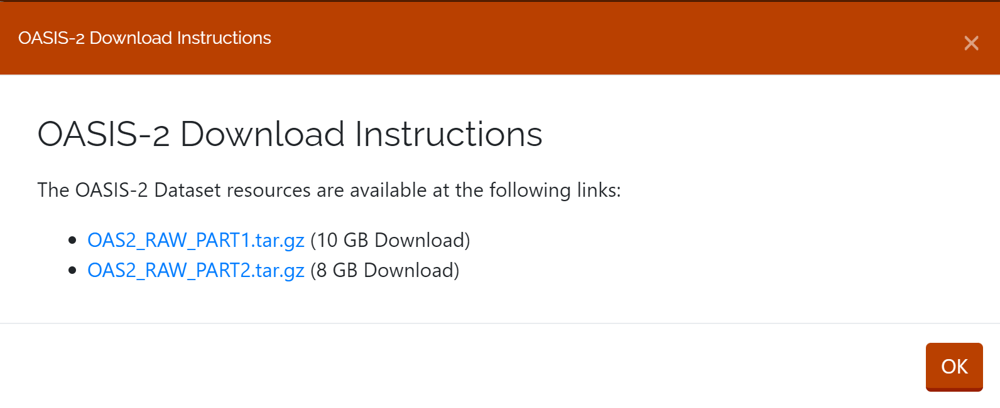 OASIS-2 Download Instructions
×
OASIS-2 Download Instructions
The OASIS-2 Dataset resources are available at the following links:
• OAS2_RAW_PART1.tar.gz (10 GB Download)
• OAS2_RAW_PART2.tar.gz (8 GB Download)
OK